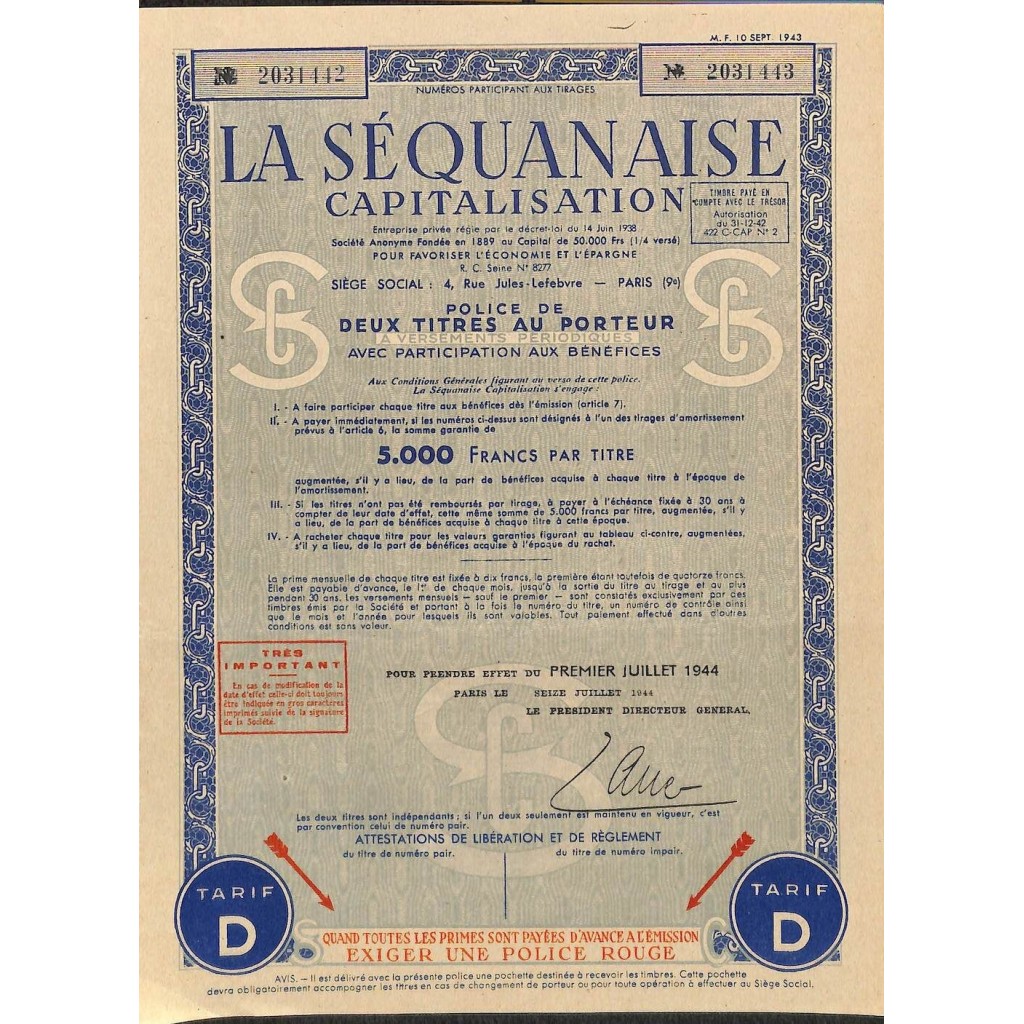 M. F. 10 SEPT. 1943
№ 2031442
№ 2031443
NUMÉROS PARTICIPANT AUX TIRAGES
LA SÉQUANAISE
CAPITALISATION
TIMBRE PAYÉ EN
COMPTE AVEC LE TRÉSOR
Autorisation
du 31-12-42
422 C-CAP N° 2
Entreprise privée régie par le décret-loi du 14 Juin 1938
Société Anonyme Fondée en 1889 au Capital de 50.000 Frs (1/4 versé)
POUR FAVORISER L'ÉCONOMIE ET L'ÉPARGNE
R. C. Seine N° 8277
SIÈGE SOCIAL : 4, Rue Jules-Lefebvre — PARIS (9e)
POLICE DE
DEUX TITRES AU PORTEUR
A VERSEMENTS PÉRIODIQUES
AVEC PARTICIPATION AUX BÉNÉFICES
Aux Conditions Générales figurant au verso de cette police.
La Séquanaise Capitalisation s'engage :
I. - A faire participer chaque titre aux bénéfices dès l'émission (article 7).
II. - A payer immédiatement, si les numéros ci-dessus sont désignés à l'un des tirages d'amortissement
prévus à l'article 6, la somme garantie de
5.000 FRANCS PAR TITRE
augmentée, s'il y a lieu, de la part de bénéfices acquise à chaque titre à l'époque de
l'amortissement.
III. - Si les titres n'ont pas été remboursés par tirage, à payer à l'échéance fixée à 30 ans à
compter de leur date d'effet, cette même somme de 5.000 francs par titre, augmentée, s'il y
a lieu, de la part de bénéfices acquise à chaque titre à cette époque.
IV. - A racheter chaque titre pour les valeurs garanties figurant au tableau ci-contre, augmentées,
s'il y a lieu, de la part de bénéfices acquise à l'époque du rachat.
La prime mensuelle de chaque titre est fixée à dix francs, la première étant toutefois de quatorze francs.
Elle est payable d'avance, le 1er de chaque mois, jusqu'à la sortie du titre au tirage et au plus
pendant 30 ans. Les versements mensuels — sauf le premier — sont constatés exclusivement par des
timbres émis par la Société et portant à la fois le numéro du titre, un numéro de contrôle ainsi
que le mois et l'année pour lesquels ils sont valables. Tout paiement effectué dans d'autres
conditions est sans valeur.
TRÈS
IMPORTANT
En cas de modification de la
date d'effet celle-ci doit toujours
être indiquée en gros caractères
imprimés suivie de la signature
de la Société.
POUR PRENDRE EFFET DU PREMIER JUILLET 1944
PARIS LE SEIZE JUILLET 1944
LE PRESIDENT DIRECTEUR GENERAL,
Les deux titres sont indépendants ; si l'un deux seulement est maintenu en vigueur, c'est
par convention celui de numéro pair.
ATTESTATIONS DE LIBÉRATION ET DE RÈGLEMENT
du titre de numéro pair.
du titre de numéro impair.
TARIF
D
TARIF
D
QUAND TOUTES LES PRIMES SONT PAYÉES D'AVANCE A L'ÉMISSION
EXIGER UNE POLICE ROUGE
AVIS. — Il est délivré avec la présente police une pochette destinée à recevoir les timbres. Cette pochette
devra obligatoirement accompagner les titres en cas de changement de porteur ou pour toute opération à effectuer au Siège Social.